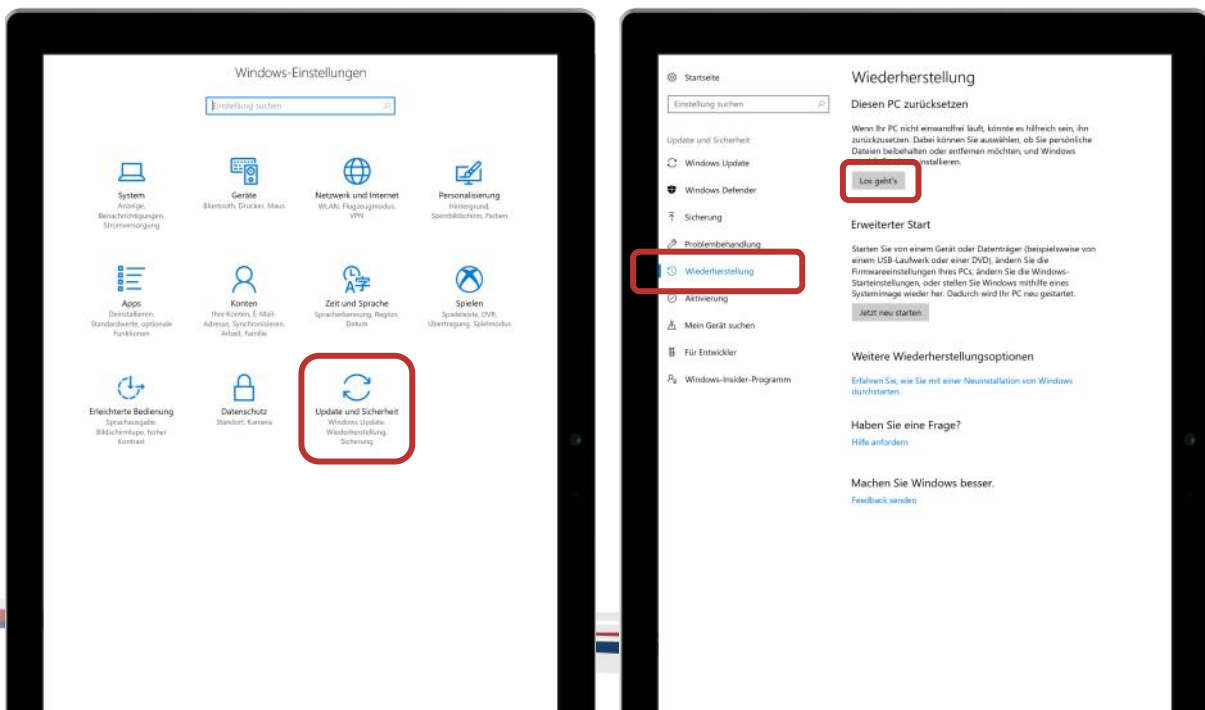 Windows-Einstellungen
Einstellung suchen
System
Anzeige,
Benachrichtigungen,
Stromversorgung
Geräte
Bluetooth, Drucker, Maus
Netzwerk und Internet
WLAN, Flugzeugmodus,
VPN
Personalisierung
Hintergrund,
Sperrbildschirm, Farben
Apps
Deinstallieren,
Standardwerte, optionale
Funktionen
Konten
Ihre Konten, E-Mail-
Adresse, Synchronisieren,
Arbeit, Familie
Zeit und Sprache
Spracherkennung, Region,
Datum
Spielen
Spieleleiste, DVR,
Übertragung, Spielmodus
Erleichterte Bedienung
Sprachausgabe,
Bildschirmlupe, hoher
Kontrast
Datenschutz
Standort, Kamera
Update und Sicherheit
Windows Update,
Wiederherstellung,
Sicherung
Startseite
Einstellung suchen
Update und Sicherheit
Windows Update
Windows Defender
Sicherung
Problembehandlung
Wiederherstellung
Aktivierung
Mein Gerät suchen
Für Entwickler
Windows-Insider-Programm
Wiederherstellung
Diesen PC zurücksetzen
Wenn Ihr PC nicht einwandfrei läuft, könnte es hilfreich sein, ihn
zurückzusetzen. Dabei können Sie auswählen, ob Sie persönliche
Dateien beibehalten oder entfernen möchten, und Windows
installieren.
Los geht's
Erweiterter Start
Starten Sie von einem Gerät oder Datenträger (beispielsweise von
einem USB-Laufwerk oder einer DVD), ändern Sie die
Firmwareeinstellungen Ihres PCs, ändern Sie die Windows-
Starteinstellungen, oder stellen Sie Windows mithilfe eines
Systemimage wieder her. Dadurch wird Ihr PC neu gestartet.
Jetzt neu starten
Weitere Wiederherstellungsoptionen
Erfahren Sie, wie Sie mit einer Neuinstallation von Windows
durchstarten.
Haben Sie eine Frage?
Hilfe anfordern
Machen Sie Windows besser.
Feedback senden